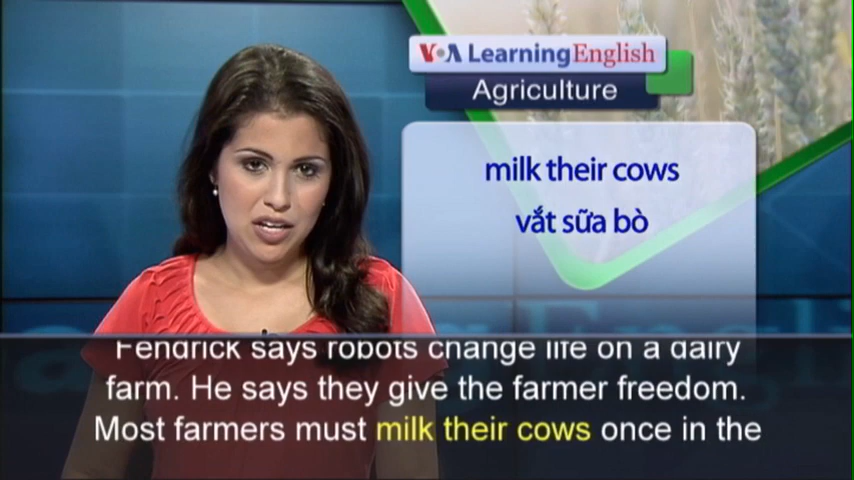 VOA Learning English
Agriculture
milk their cows
vắt sữa bò
Fendrick says robots change life on a dairy
farm. He says they give the farmer freedom.
Most farmers must milk their cows once in the